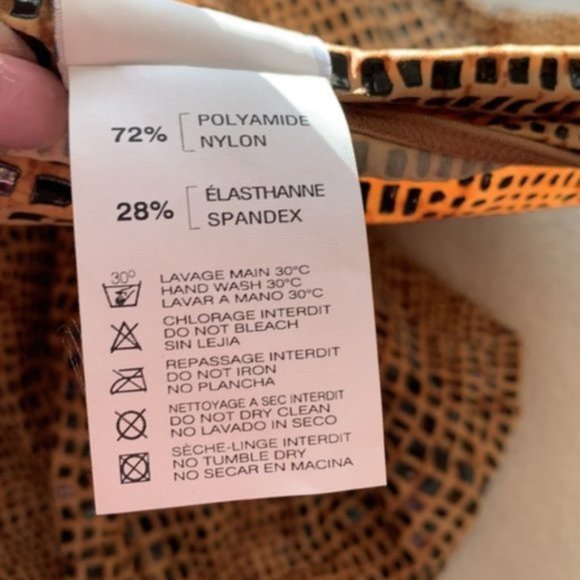 72% POLYAMIDE
NYLON
28% ÉLASTHANNE
SPANDEX
30°
LAVAGE MAIN 30°C
HAND WASH 30°C
LAVAR A MANO 30°C
CHLORAGE INTERDIT
DO NOT BLEACH
SIN LEJIA
REPASSAGE INTERDIT
DO NOT IRON
NO PLANCHA
NETTOYAGE A SEC INTERDIT
DO NOT DRY CLEAN
NO LAVADO IN SECO
SÈCHE-LINGE INTERDIT
NO TUMBLE DRY
NO SECAR EN MACINA